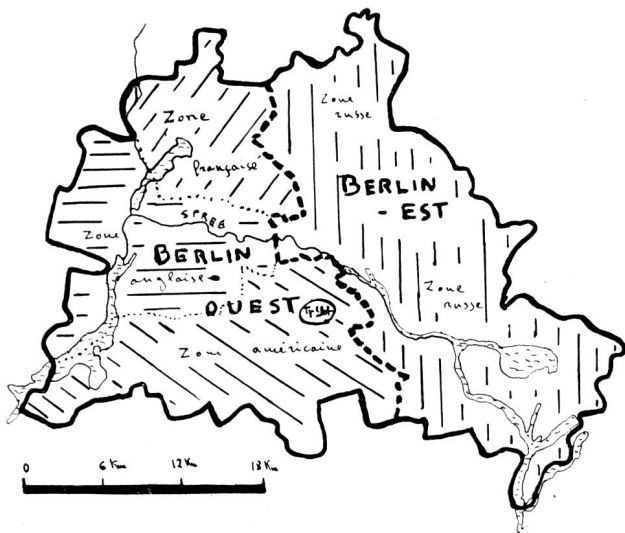 Zone
française
Zone
russe
BERLIN
- EST
SPREE
Zone
BERLIN
anglaise
OUEST
Zone
russe
Zone
américaine
0 6 Km 12 Km 18 Km